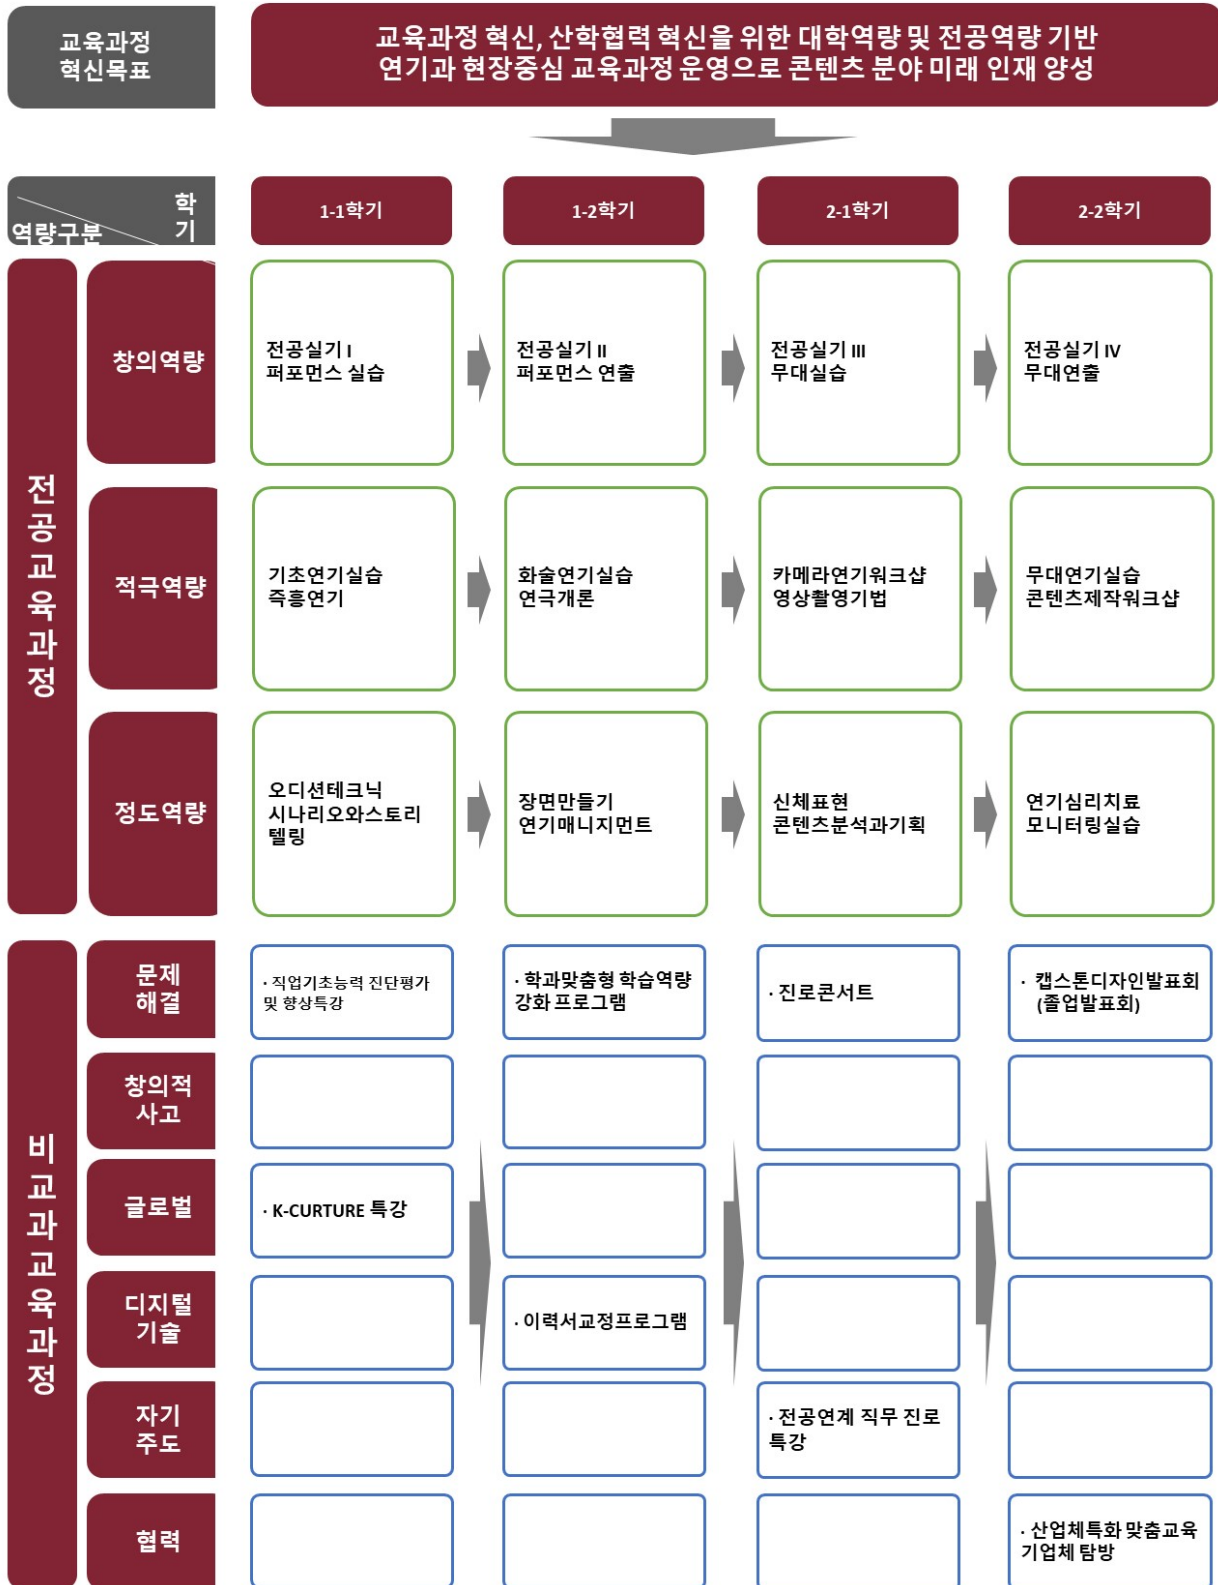 교육과정
혁신목표
교육과정 혁신, 산학협력 혁신을 위한 대학역량 및 전공역량 기반
연기과 현장중심 교육과정 운영으로 콘텐츠 분야 미래 인재 양성
학
기
역량구분
1-1학기
1-2학기
2-1학기
2-2학기
전공교육과정
창의역량
전공실기 I
퍼포먼스 실습
전공실기 II
퍼포먼스 연출
전공실기 III
무대실습
전공실기 IV
무대연출
적극역량
기초연기실습
즉흥연기
화술연기실습
연극개론
카메라연기워크샵
영상촬영기법
무대연기실습
콘텐츠제작워크샵
정도역량
오디션테크닉
시나리오와스토리
텔링
장면만들기
연기매니지먼트
신체표현
콘텐츠분석과기획
연기심리치료
모니터링실습
비교과교육과정
문제
해결
· 직업기초능력 진단평가
및 향상특강
· 학과맞춤형 학습역량
강화 프로그램
· 진로콘서트
· 캡스톤디자인발표회
(졸업발표회)
창의적
사고
글로벌
· K-CURTURE 특강
디지털
기술
· 이력서교정프로그램
자기
주도
· 전공연계 직무 진로
특강
협력
· 산업체특화 맞춤교육
기업체 탐방